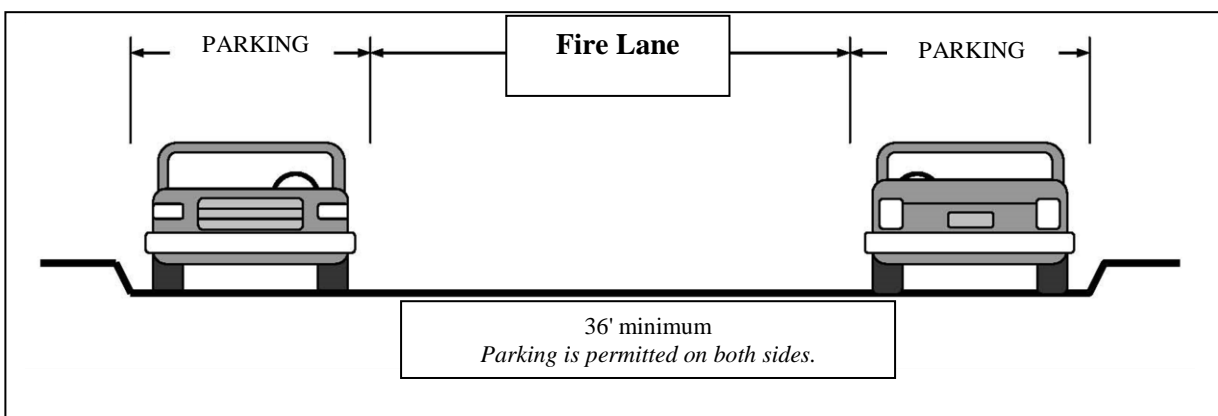 PARKING
Fire Lane
PARKING
36' minimum
Parking is permitted on both sides.